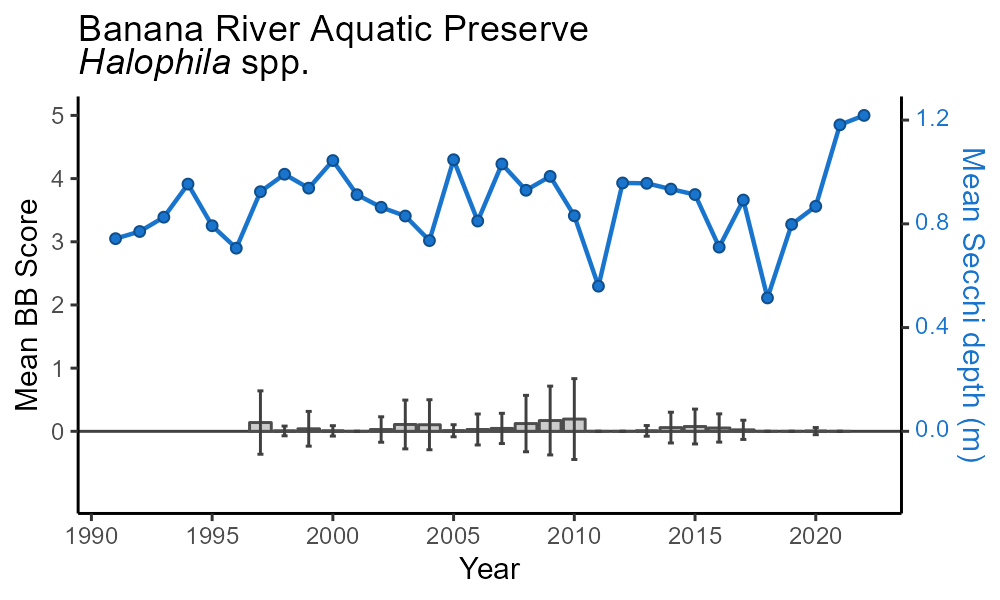 Banana River Aquatic Preserve
Halophila spp.
Mean BB Score
5
4
3
2
1
0
1.2
0.8
0.4
0.0
Mean Secchi depth (m)
1990 1995 2000 2005 2010 2015 2020
Year